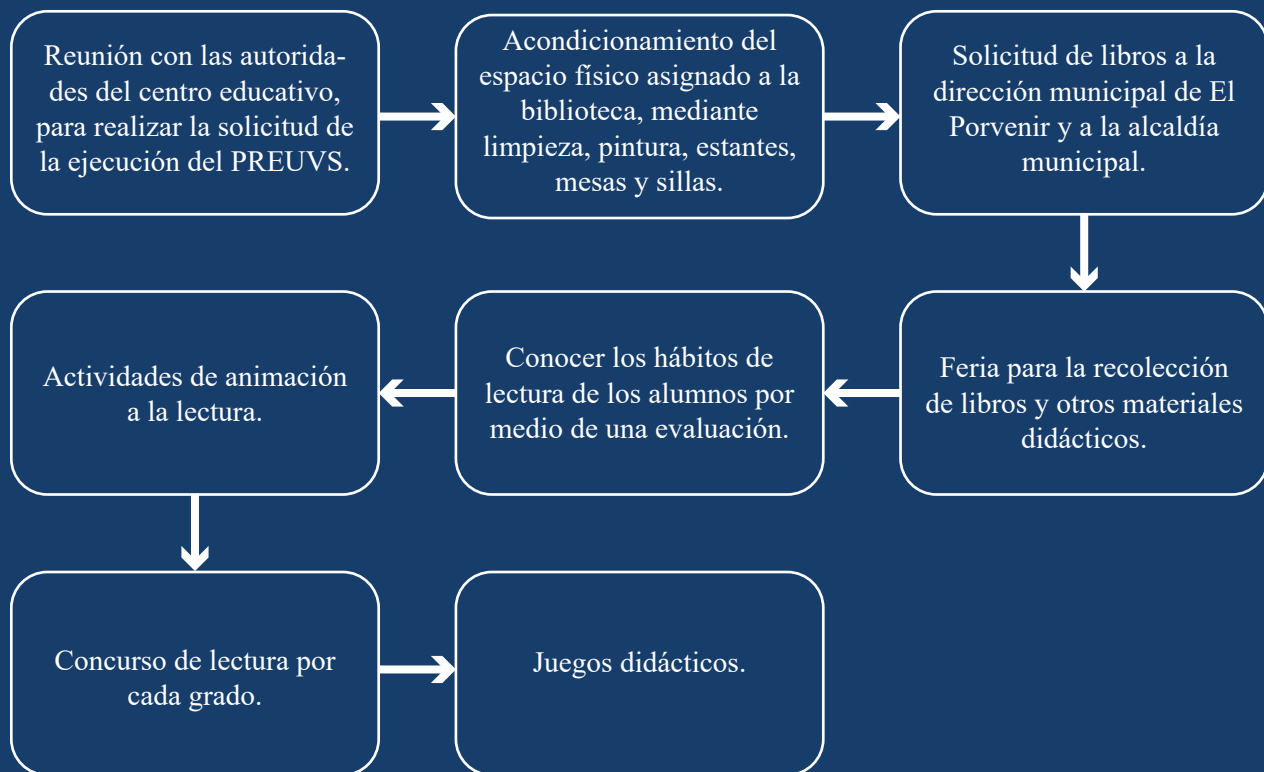 Reunión con las autorida-
des del centro educativo,
para realizar la solicitud de
la ejecución del PREUVS.
Acondicionamiento del
espacio físico asignado a la
biblioteca, mediante
limpieza, pintura, estantes,
mesas y sillas.
Solicitud de libros a la
dirección municipal de El
Porvenir y a la alcaldía
municipal.
Feria para la recolección
de libros y otros materiales
didácticos.
Conocer los hábitos de
lectura de los alumnos por
medio de una evaluación.
Actividades de animación
a la lectura.
Concurso de lectura por
cada grado.
Juegos didácticos.